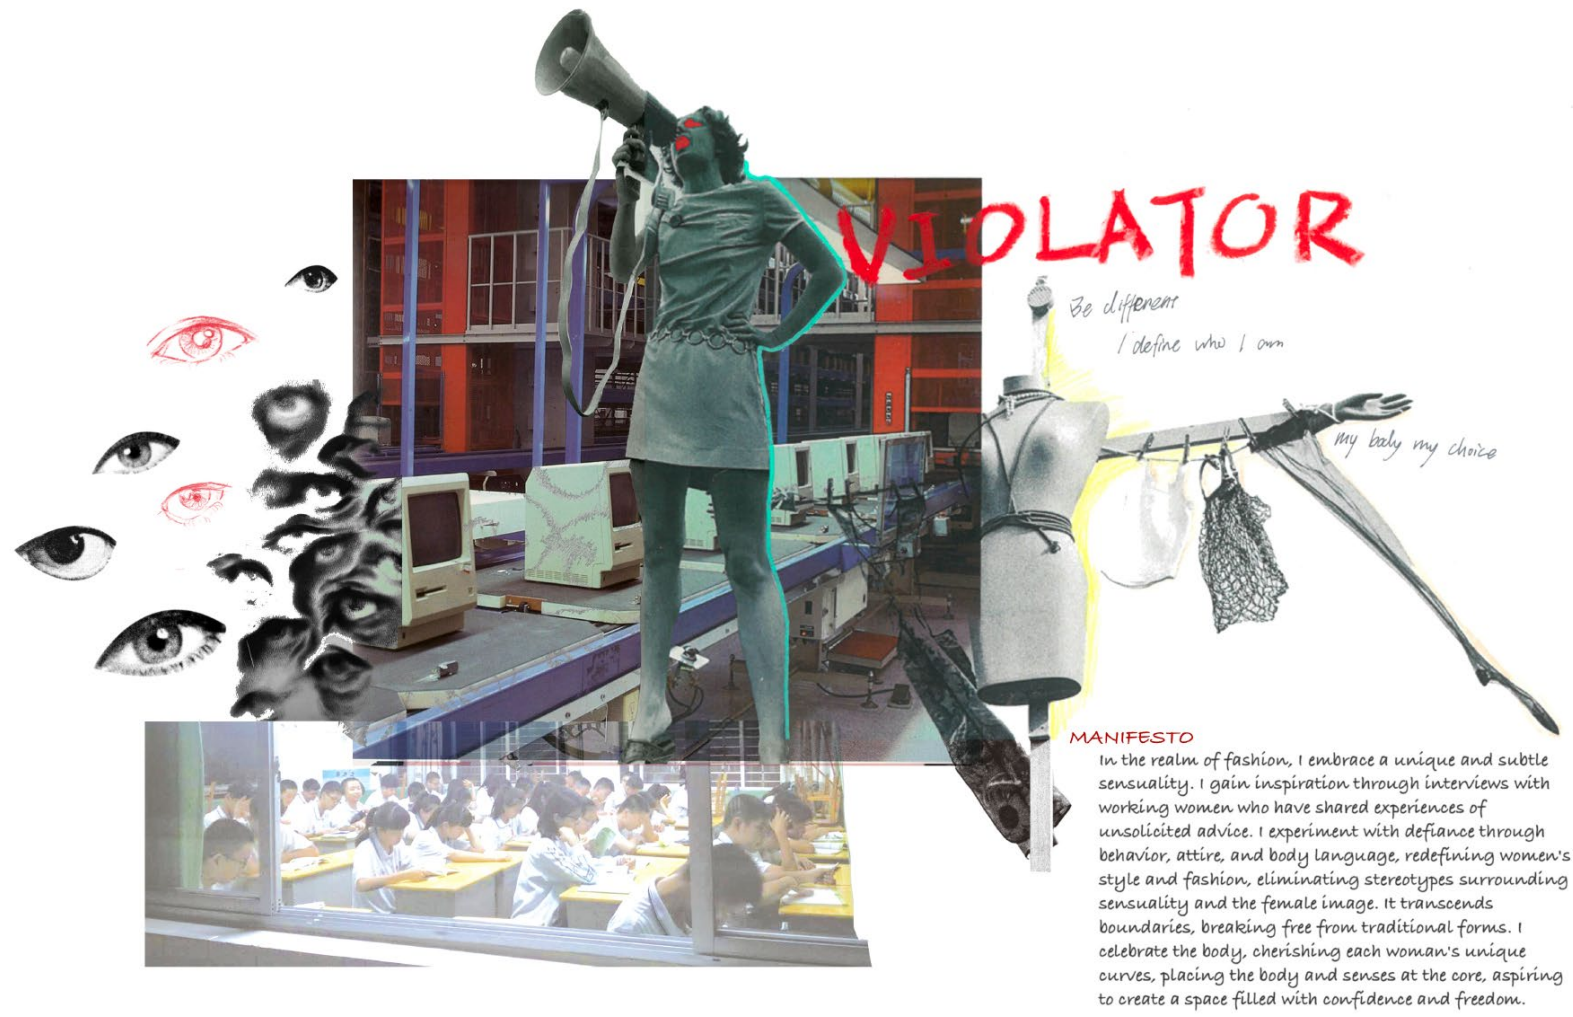 VIOLATOR
Be different
I define who I am
my body my choice
MANIFESTO
In the realm of fashion, I embrace a unique and subtle
sensuality. I gain inspiration through interviews with
working women who have shared experiences of
unsolicited advice. I experiment with defiance through
behavior, attire, and body language, redefining women's
style and fashion, eliminating stereotypes surrounding
sensuality and the female image. It transcends
boundaries, breaking free from traditional forms. I
celebrate the body, cherishing each woman's unique
curves, placing the body and senses at the core, aspiring
to create a space filled with confidence and freedom.